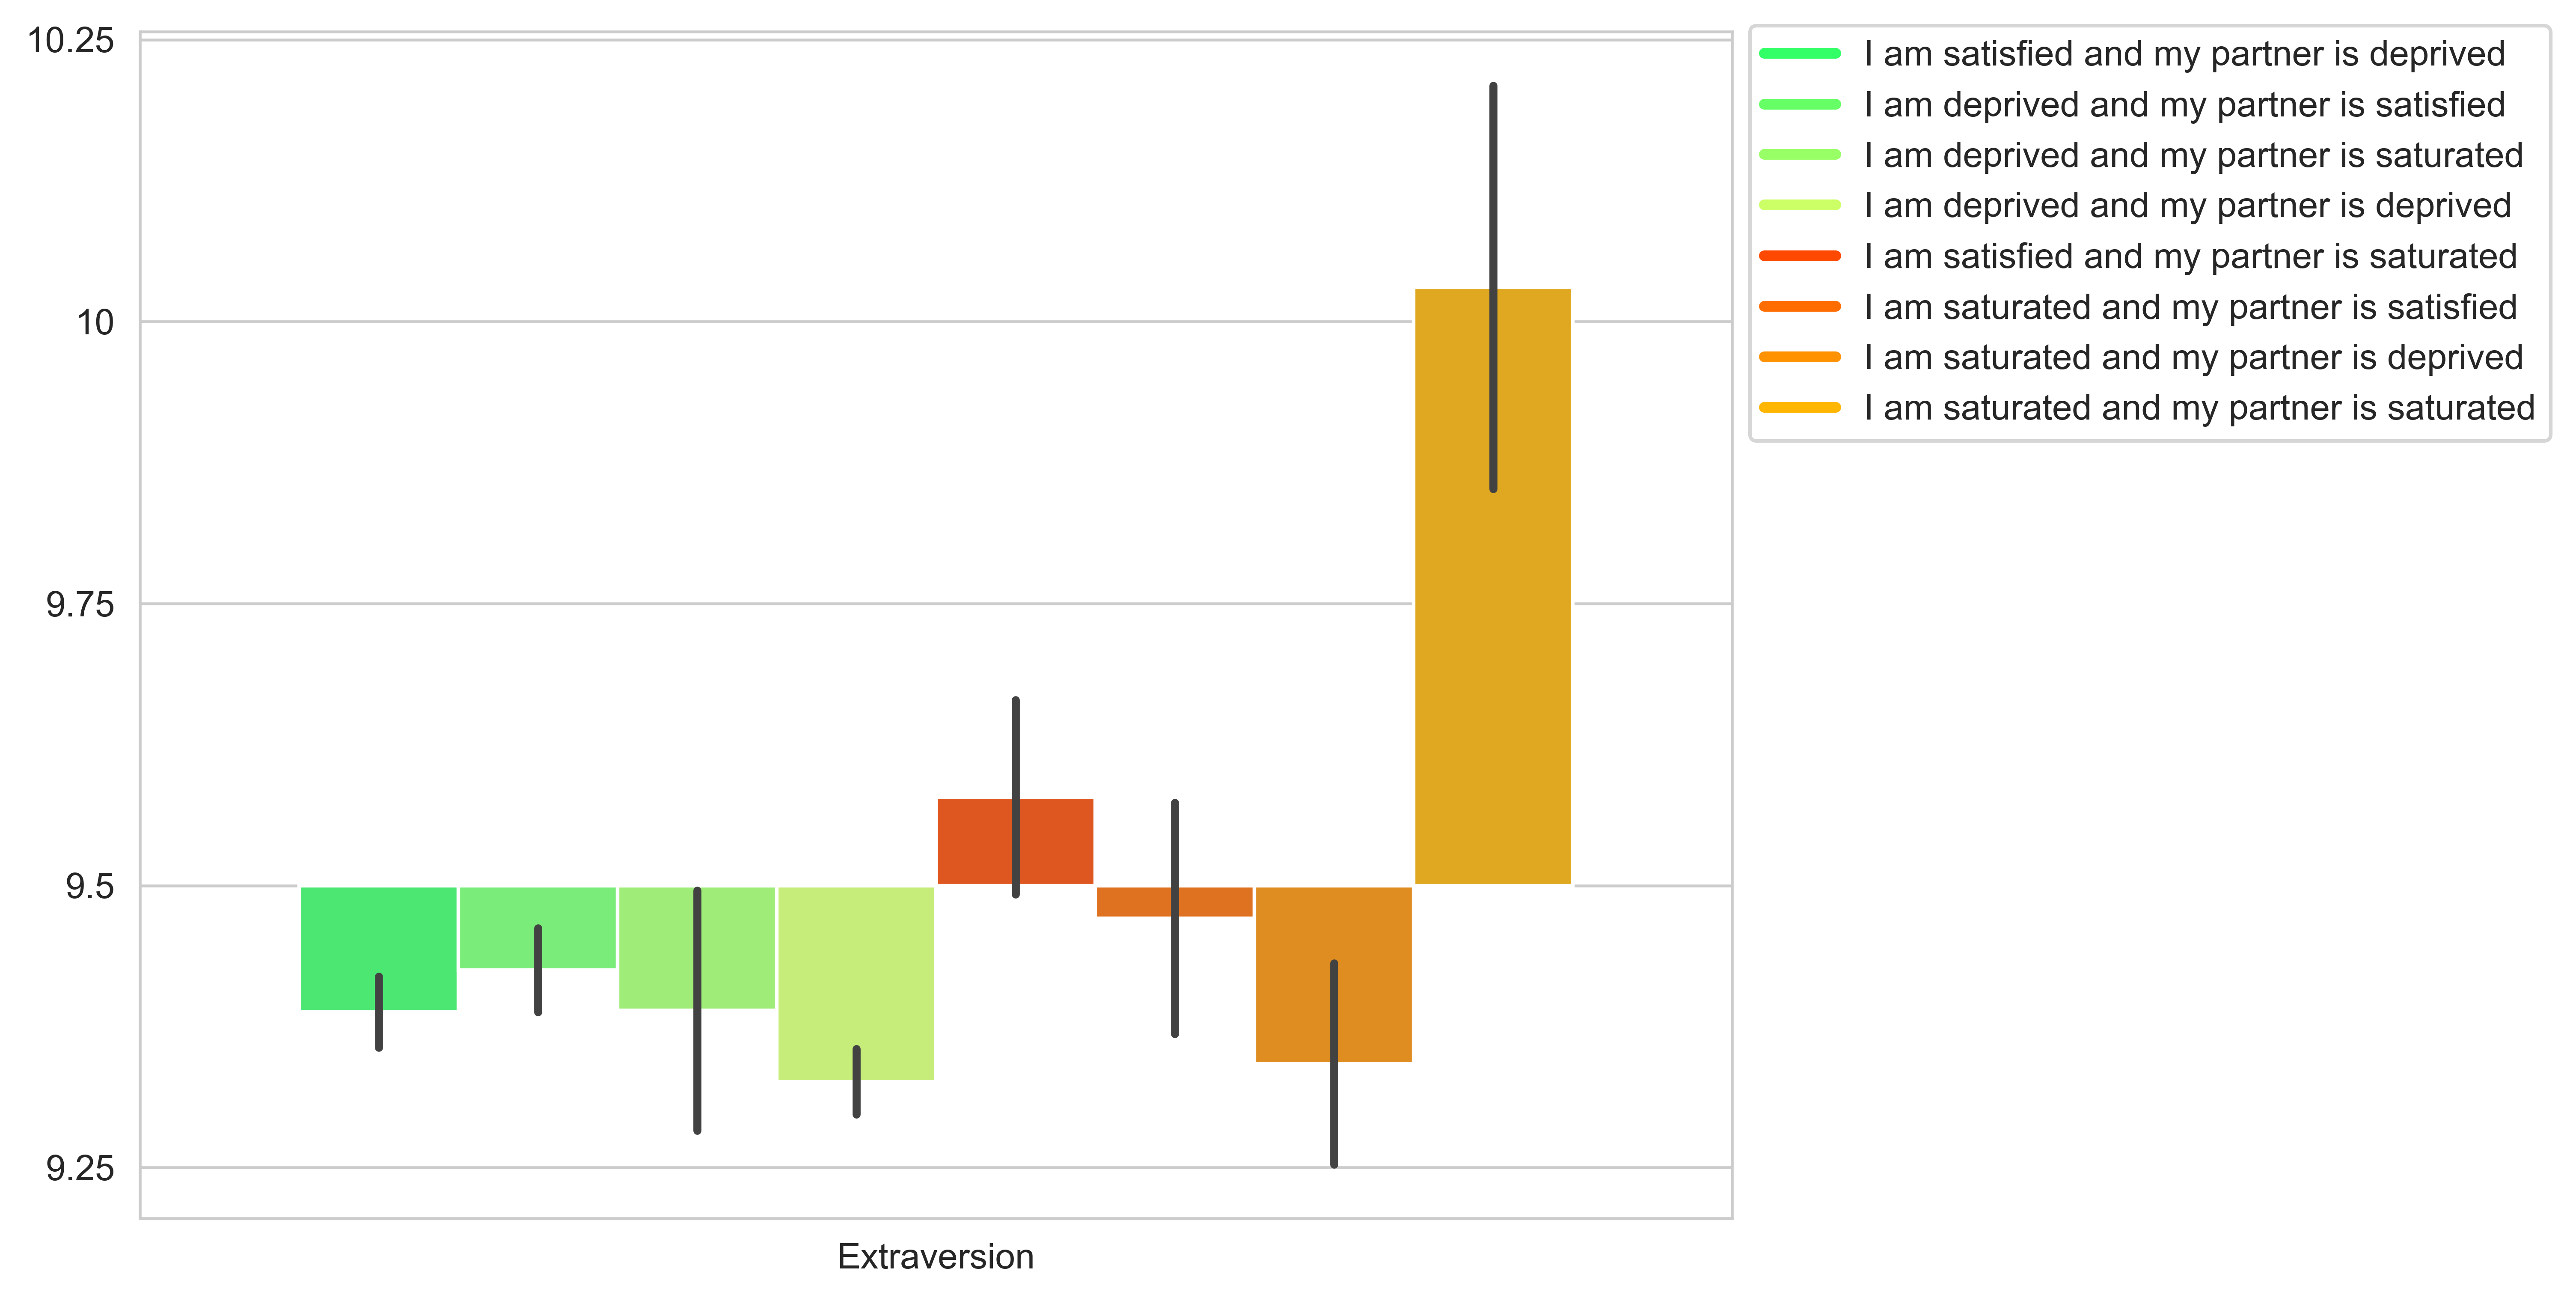 10.25
10
9.75
9.5
9.25
Extraversion
I am satisfied and my partner is deprived
I am deprived and my partner is satisfied
I am deprived and my partner is saturated
I am deprived and my partner is deprived
I am satisfied and my partner is saturated
I am saturated and my partner is satisfied
I am saturated and my partner is deprived
I am saturated and my partner is saturated